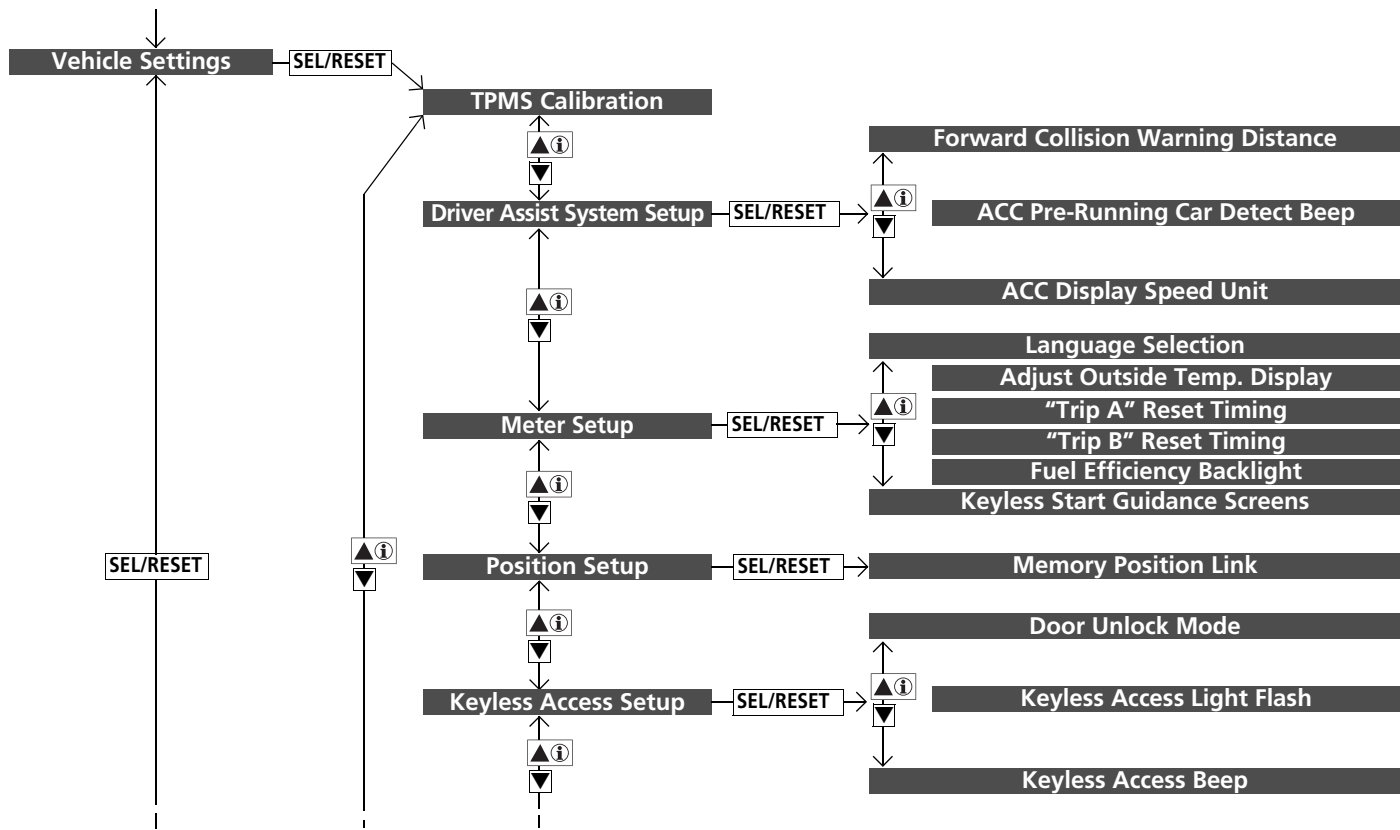 Vehicle Settings
SEL/RESET
TPMS Calibration
Forward Collision Warning Distance
Driver Assist System Setup
SEL/RESET
ACC Pre-Running Car Detect Beep
ACC Display Speed Unit
Language Selection
Adjust Outside Temp. Display
Meter Setup
SEL/RESET
“Trip A” Reset Timing
“Trip B” Reset Timing
Fuel Efficiency Backlight
Keyless Start Guidance Screens
SEL/RESET
Position Setup
SEL/RESET
Memory Position Link
Door Unlock Mode
Keyless Access Setup
SEL/RESET
Keyless Access Light Flash
Keyless Access Beep